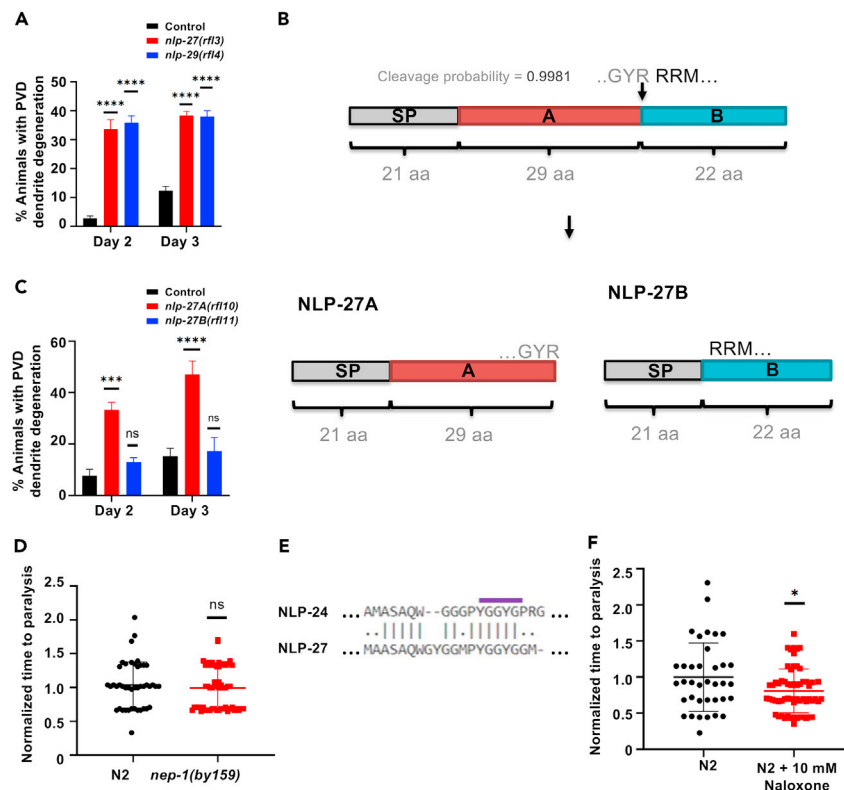 A
Control
nlp-27(rfl3)
nlp-29(rfl4)
% Animals with PVD
dendrite degeneration
50
40
30
20
10
0
****
****
****
****
Day 2
Day 3
B
Cleavage probability = 0.9981
..GYR RRM...
SP
A
B
21 aa
29 aa
22 aa
NLP-27A
...GYR
SP
A
21 aa
29 aa
NLP-27B
RRM...
SP
B
21 aa
22 aa
C
Control
nlp-27A(rfl10)
nlp-27B(rfl11)
% Animals with PVD
dendrite degeneration
60
40
20
0
***
ns
****
ns
Day 2
Day 3
D
Normalized time to paralysis
2.5
2.0
1.5
1.0
0.5
0.0
ns
N2
nep-1(by159)
E
NLP-24 ... AMASAQW--GGGPYGGYGPRG ...
..||||| ||.||||||..
NLP-27 ... MAASAQWGYGGMPYGGYGGM- ...
F
Normalized time to paralysis
2.5
2.0
1.5
1.0
0.5
0.0
*
N2
N2 + 10 mM
Naloxone